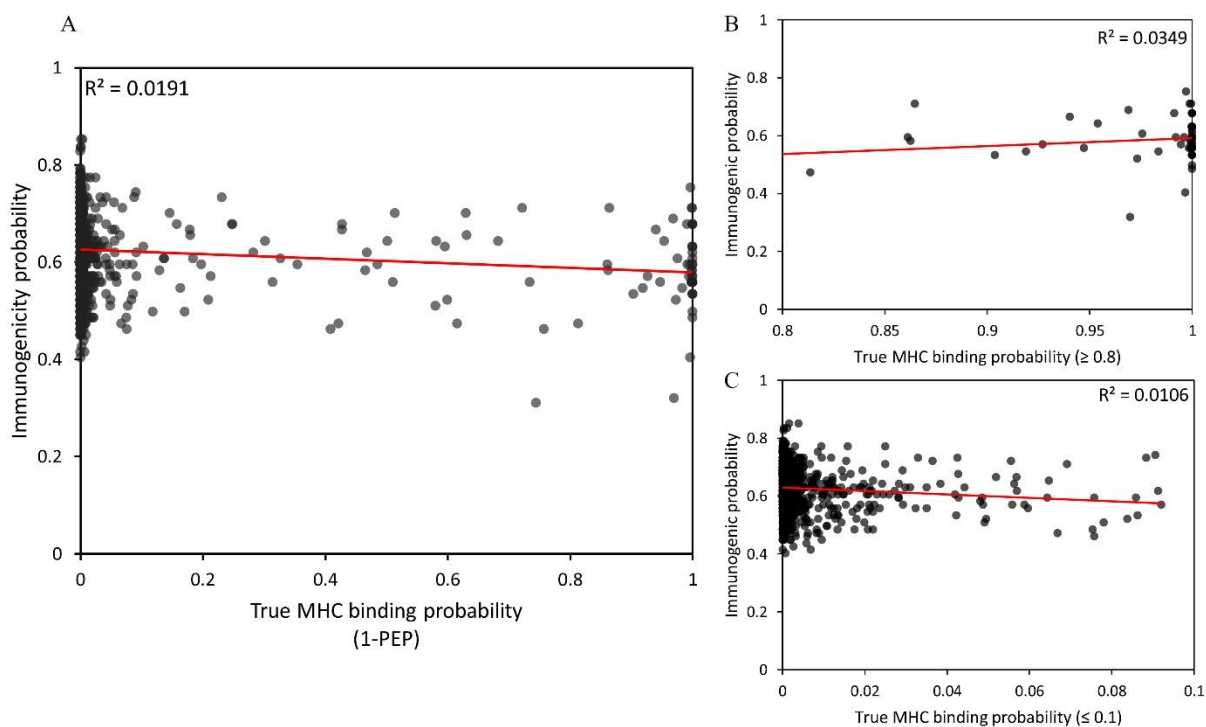 A
R² = 0.0191
1
0.8
0.6
0.4
0.2
0
Immunogenicity probability
0
0.2
0.4
0.6
0.8
1
True MHC binding probability
(1-PEP)
B
R² = 0.0349
1
0.8
0.6
0.4
0.2
0
Immunogenic probability
0.8
0.85
0.9
0.95
1
True MHC binding probability (≥ 0.8)
C
R² = 0.0106
1
0.8
0.6
0.4
0.2
0
Immunogenic probability
0
0.02
0.04
0.06
0.08
0.1
True MHC binding probability (≤ 0.1)